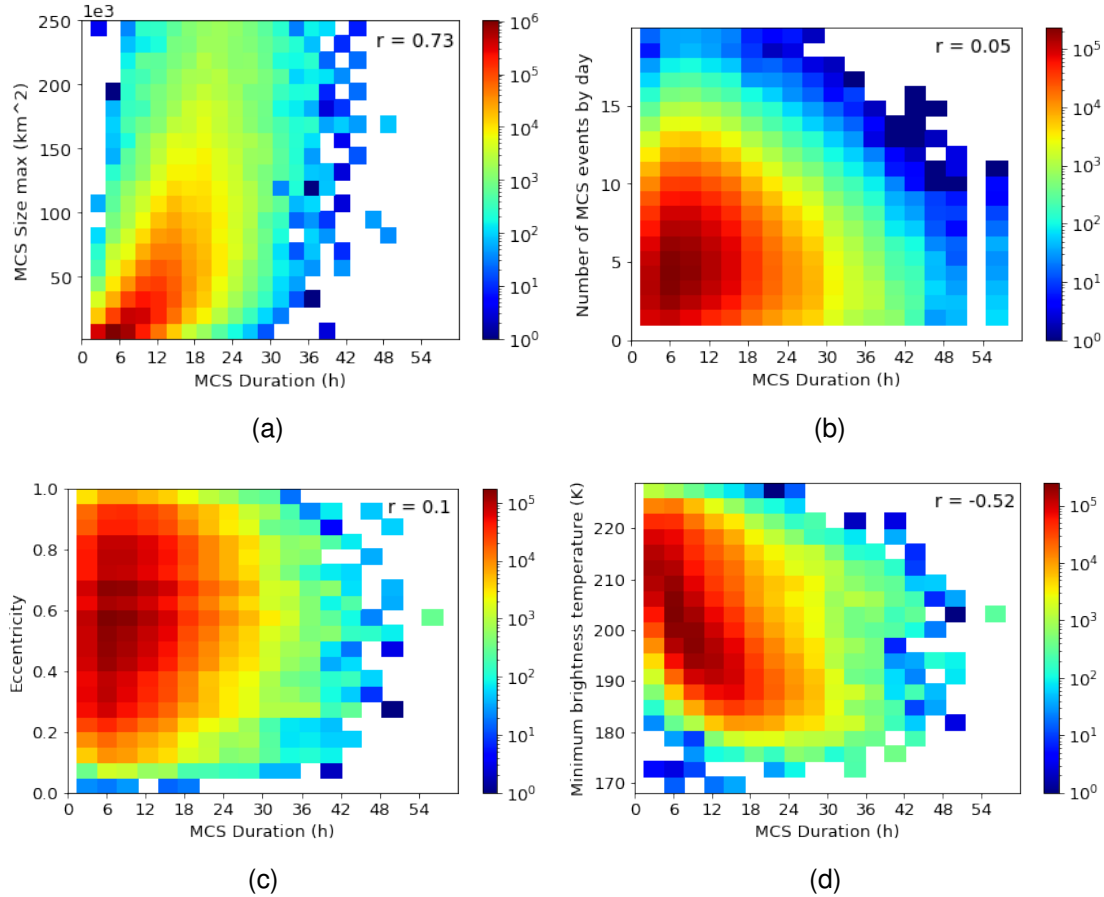 1e3
250
200
150
100
50
MCS Size max (km^2)
r = 0.73
0 6 12 18 24 30 36 42 48 54
MCS Duration (h)
10^6
10^5
10^4
10^3
10^2
10^1
10^0
(a)
15
10
5
0
Number of MCS events by day
r = 0.05
0 6 12 18 24 30 36 42 48 54
MCS Duration (h)
10^5
10^4
10^3
10^2
10^1
10^0
(b)
1.0
0.8
0.6
0.4
0.2
0.0
Eccentricity
r = 0.1
0 6 12 18 24 30 36 42 48 54
MCS Duration (h)
10^5
10^4
10^3
10^2
10^1
10^0
(c)
220
210
200
190
180
170
Minimum brightness temperature (K)
r = -0.52
0 6 12 18 24 30 36 42 48 54
MCS Duration (h)
10^5
10^4
10^3
10^2
10^1
10^0
(d)